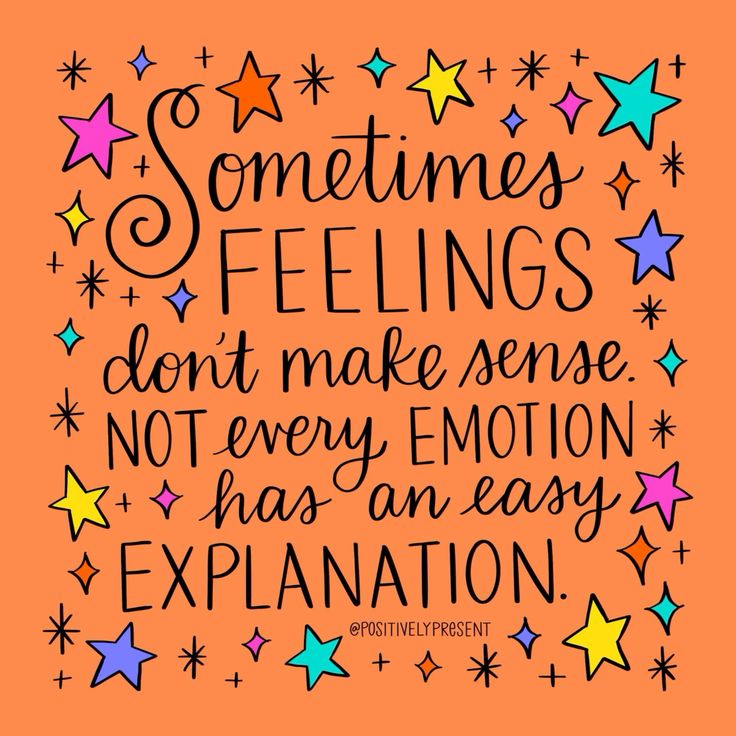 Sometimes
FEELINGS
don't make sense.
NOT every EMOTION
has an easy
EXPLANATION.
@POSITIVELYPRESENT